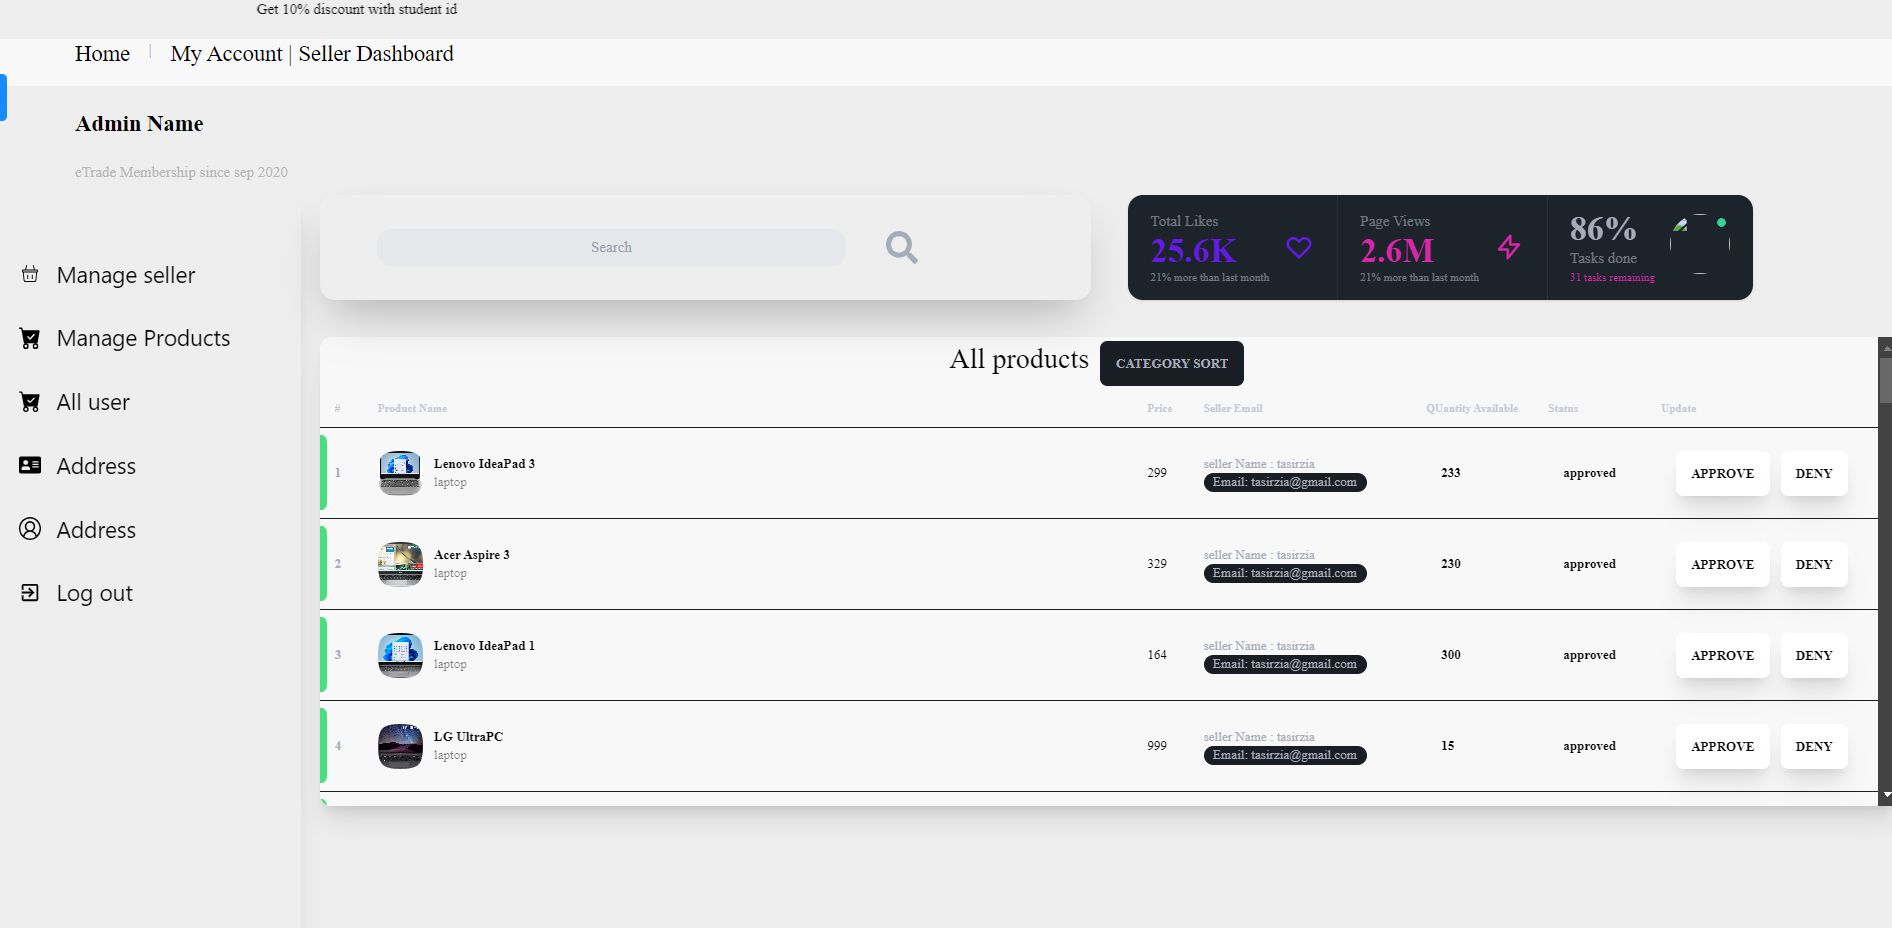 Get 10% discount with student id
Home | My Account | Seller Dashboard
Admin Name
eTrade Membership since sep 2020
Manage seller
Manage Products
All user
Address
Address
Log out
Search
Total Likes
25.6K
21% more than last month
Page Views
2.6M
21% more than last month
86%
Tasks done
31 tasks remaining
All products CATEGORY SORT
# Product Name Price Seller Email QUantity Available Status Update
1 Lenovo IdeaPad 3 299 seller Name : tasirzia 233 approved APPROVE DENY
laptop Email: tasirzia@gmail.com
2 Acer Aspire 3 329 seller Name : tasirzia 230 approved APPROVE DENY
laptop Email: tasirzia@gmail.com
3 Lenovo IdeaPad 1 164 seller Name : tasirzia 300 approved APPROVE DENY
laptop Email: tasirzia@gmail.com
4 LG UltraPC 999 seller Name : tasirzia 15 approved APPROVE DENY
laptop Email: tasirzia@gmail.com